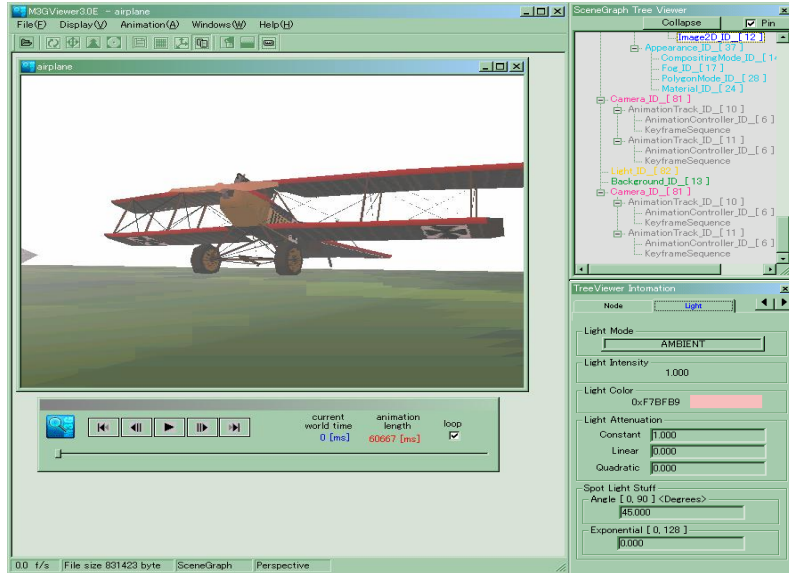 M3GViewer3.0E - airplane
File(F) Display(V) Animation(A) Windows(W) Help(H)
airplane
current world time
0 [ms]
animation length
60667 [ms]
loop
0.0 f/s File size 831423 byte SceneGraph Perspective
SceneGraph Tree Viewer
Collapse Pin
Image2D_ID_[ 12 ]
Appearance_ID_[ 37 ]
CompositingMode_ID_[ 14
Fog_ID_[ 17 ]
PolygonMode_ID_[ 28 ]
Material_ID_[ 24 ]
Camera_ID_[ 81 ]
AnimationTrack_ID_[ 10 ]
AnimationController_ID_[ 6 ]
KeyframeSequence
AnimationTrack_ID_[ 11 ]
AnimationController_ID_[ 6 ]
KeyframeSequence
Light_ID_[ 82 ]
Background_ID_[ 13 ]
Camera_ID_[ 81 ]
AnimationTrack_ID_[ 10 ]
AnimationController_ID_[ 6 ]
KeyframeSequence
AnimationTrack_ID_[ 11 ]
AnimationController_ID_[ 6 ]
KeyframeSequence
TreeViewer Intomation
Node Light
Light Mode
AMBIENT
Light Intensity
1.000
Light Color
0xF7BFB9
Light Attenuation
Constant 1.000
Linear 0.000
Quadratic 0.000
Spot Light Stuff
Angle [ 0, 90 ] <Degrees>
45.000
Exponential [ 0, 128 ]
0.000